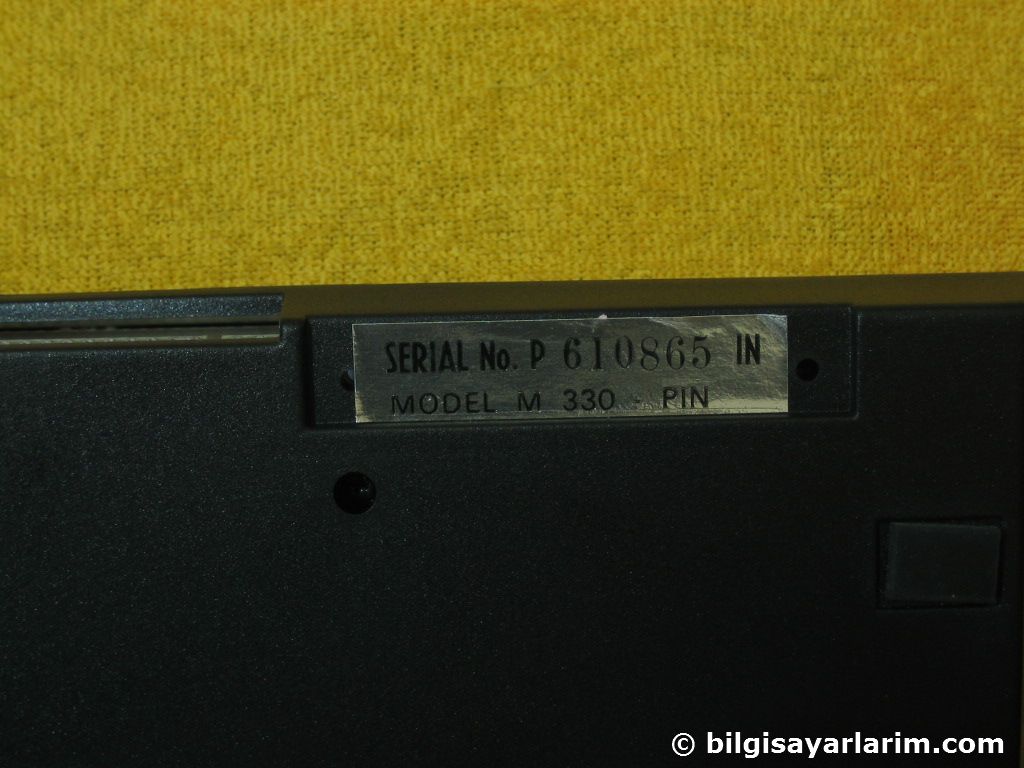 SERIAL No. P 610865 IN
MODEL M 330 - PIN
© bilgisayarlarim.com